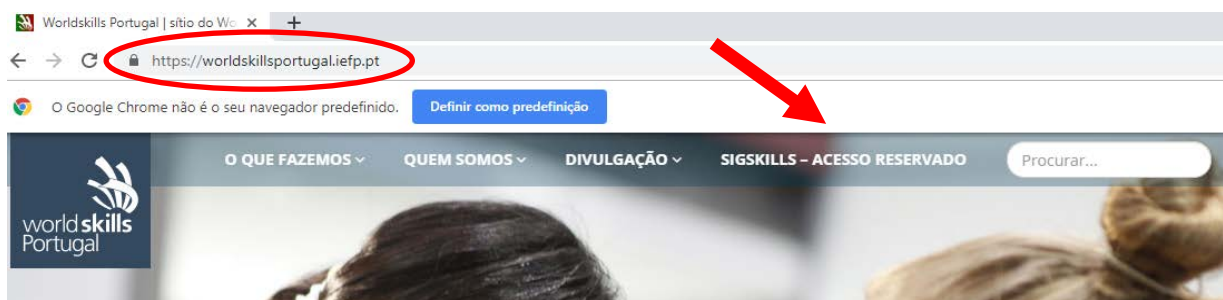 Worldskills Portugal | sítio do Wo
https://worldskillsportugal.iefp.pt
O Google Chrome não é o seu navegador predefinido. Definir como predefinição
O QUE FAZEMOS QUEM SOMOS DIVULGAÇÃO SIGSKILLS – ACESSO RESERVADO Procurar...
worldskills
Portugal